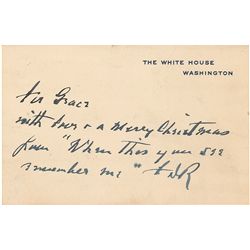 THE WHITE HOUSE
WASHINGTON
For Grace
with love & a Merry Christmas
from "When this you see
remember me" FDR